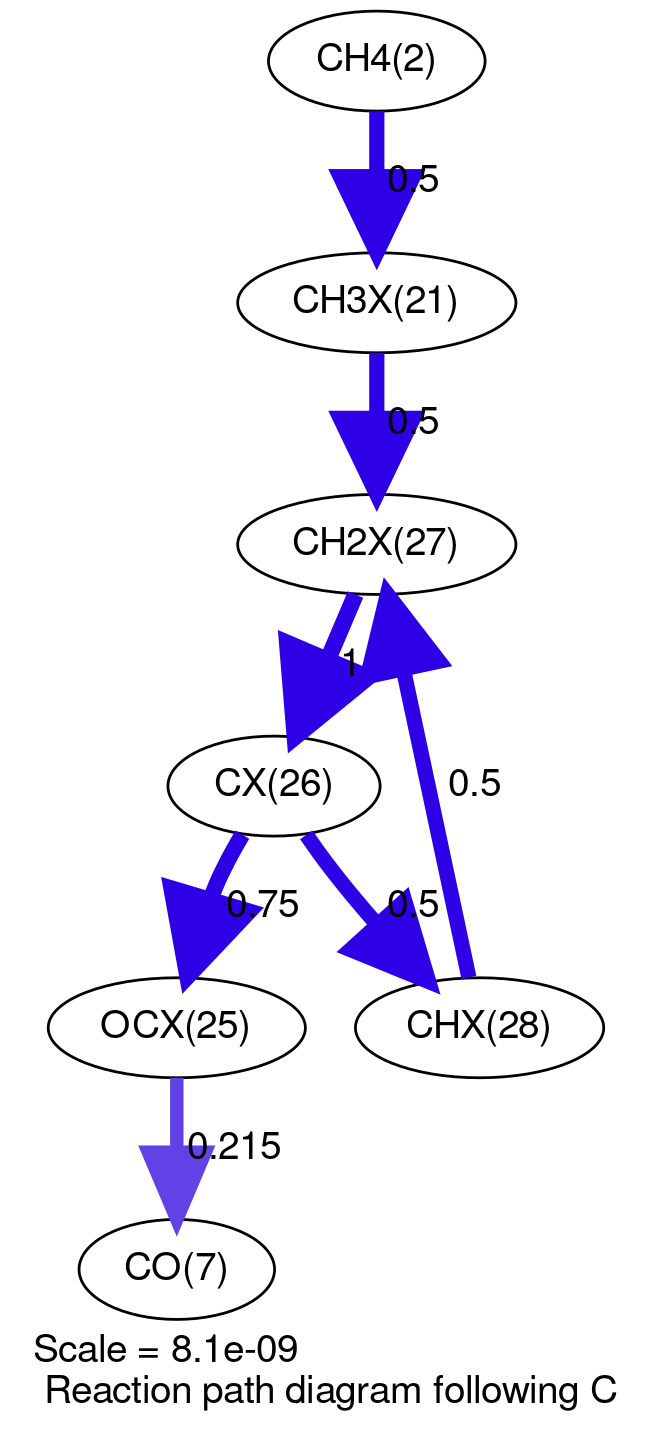 CH4(2)
0.5
CH3X(21)
0.5
CH2X(27)
1
CX(26)
0.5
0.75
0.5
OCX(25)
CHX(28)
0.215
CO(7)
Scale = 8.1e-09
Reaction path diagram following C